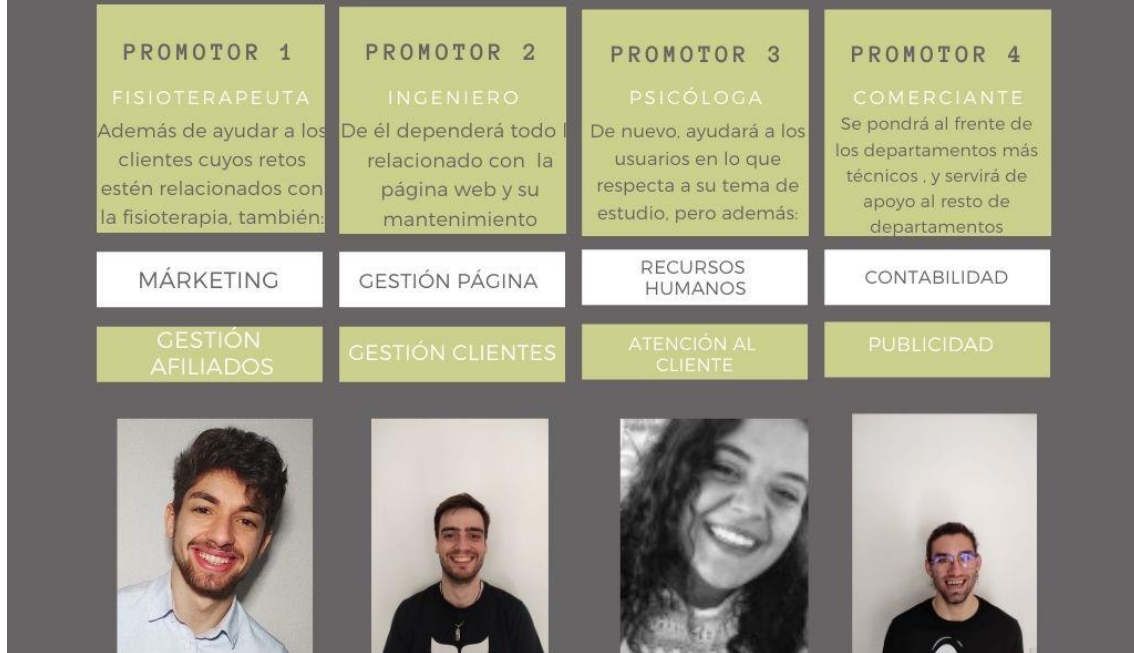 PROMOTOR 1
FISIOTERAPEUTA
Además de ayudar a los
clientes cuyos retos
estén relacionados con
la fisioterapia, también:
MÁRKETING
GESTIÓN
AFILIADOS
PROMOTOR 2
INGENIERO
De él dependerá todo l
relacionado con la
página web y su
mantenimiento
GESTIÓN PÁGINA
GESTIÓN CLIENTES
PROMOTOR 3
PSICÓLOGA
De nuevo, ayudará a los
usuarios en lo que
respecta a su tema de
estudio, pero además:
RECURSOS
HUMANOS
ATENCIÓN AL
CLIENTE
PROMOTOR 4
COMERCIANTE
Se pondrá al frente de
los departamentos más
técnicos , y servirá de
apoyo al resto de
departamentos
CONTABILIDAD
PUBLICIDAD